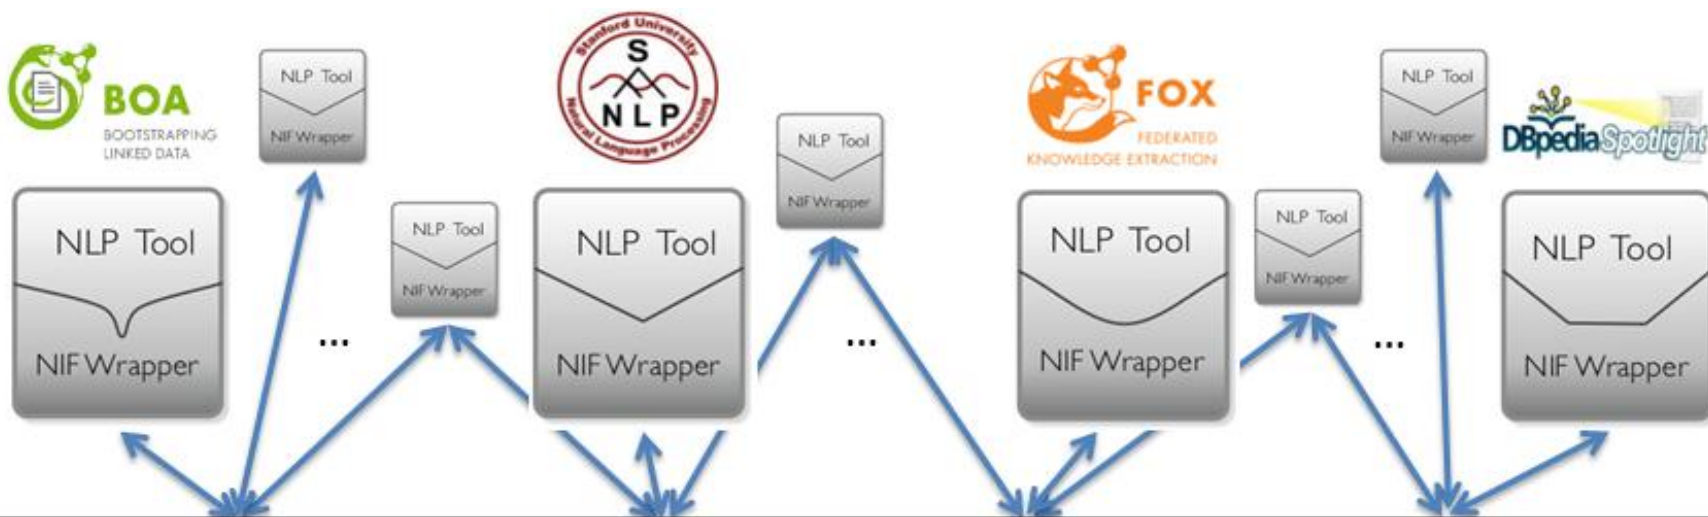 BOA
BOOTSTRAPPING
LINKED DATA
NLP Tool
NIF Wrapper
Stanford University
S
NLP
Natural Language Processing
NLP Tool
NIF Wrapper
FOX
FEDERATED
KNOWLEDGE EXTRACTION
NLP Tool
NIF Wrapper
DBpedia Spotlight
NLP Tool
NIF Wrapper
NLP Tool
NIF Wrapper
...
NLP Tool
NIF Wrapper
...
NLP Tool
NIF Wrapper
NLP Tool
NIF Wrapper
...
NLP Tool
NIF Wrapper